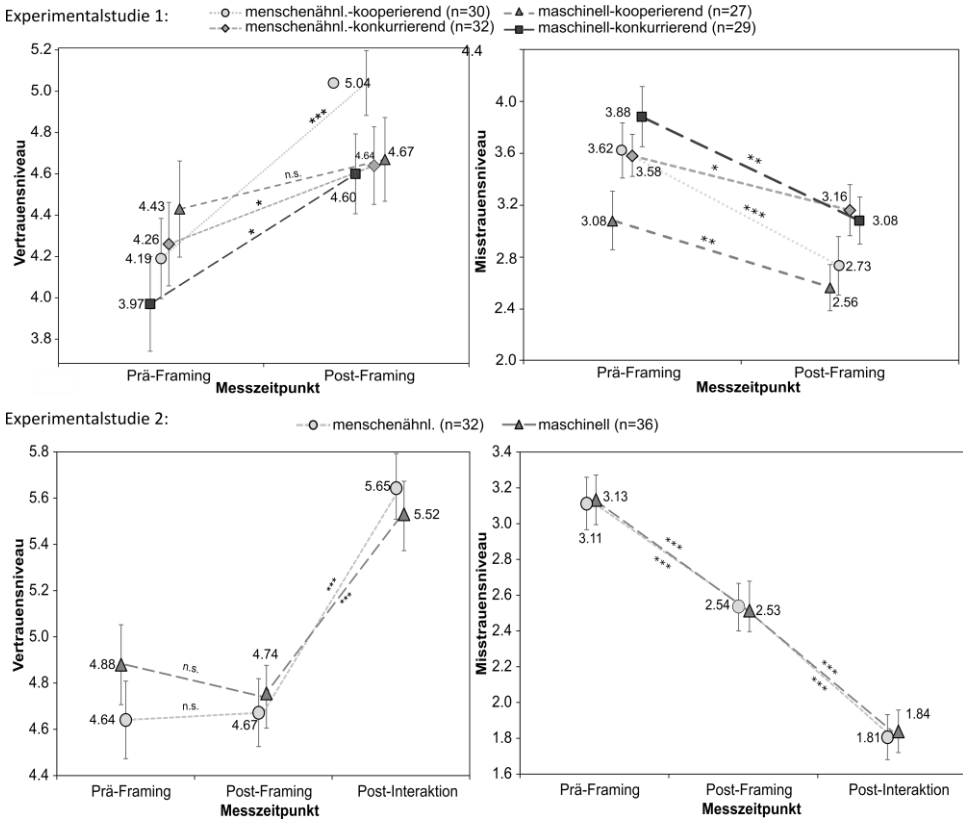 Experimentalstudie 1:
menschenähnl.-kooperierend (n=30)
maschinell-kooperierend (n=27)
menschenähnl.-konkurrierend (n=32)
maschinell-konkurrierend (n=29)
Vertrauensniveau
5.2
5.0
4.8
4.6
4.4
4.2
4.0
3.8
5.04
***
4.67
4.64
n.s.
4.60
4.43
*
4.26
4.19
*
3.97
Prä-Framing
Post-Framing
Messzeitpunkt
4.4
Misstrauensniveau
4.0
3.6
3.2
2.8
2.4
2.0
3.88
3.62
3.58
**
*
3.16
3.08
***
3.08
**
2.73
2.56
Prä-Framing
Post-Framing
Messzeitpunkt
Experimentalstudie 2:
menschenähnl. (n=32)
maschinell (n=36)
Vertrauensniveau
5.8
5.6
5.4
5.2
5.0
4.8
4.6
4.4
5.65
5.52
***
***
4.88
n.s.
4.74
4.64
n.s.
4.67
Prä-Framing
Post-Framing
Post-Interaktion
Messzeitpunkt
Misstrauensniveau
3.4
3.2
3.0
2.8
2.6
2.4
2.2
2.0
1.8
1.6
3.13
3.11
***
***
2.54
2.53
***
***
1.84
1.81
Prä-Framing
Post-Framing
Post-Interaktion
Messzeitpunkt